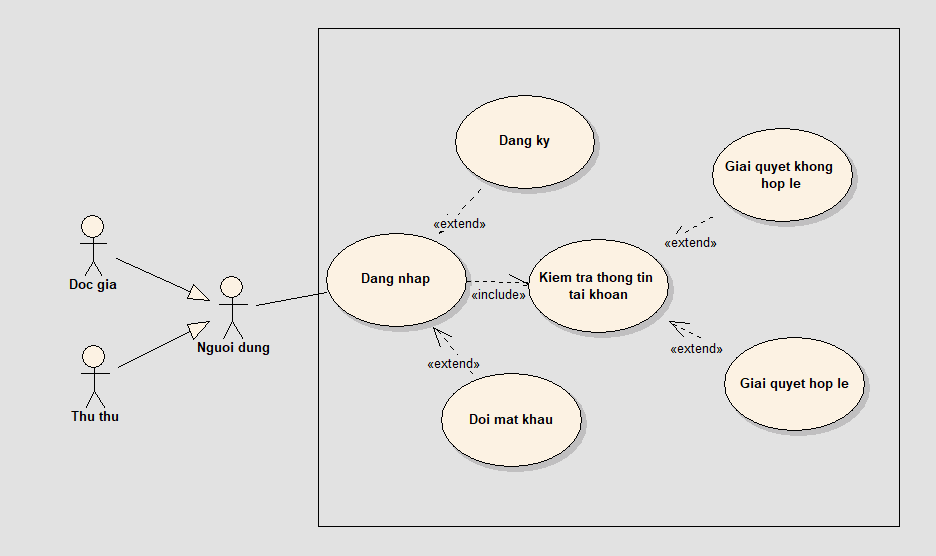 Dang ky
Giai quyet khong
hop le
«extend»
«extend»
Doc gia
Dang nhap
Kiem tra thong tin
tai khoan
«include»
Nguoi dung
«extend»
«extend»
Giai quyet hop le
Thu thu
Doi mat khau